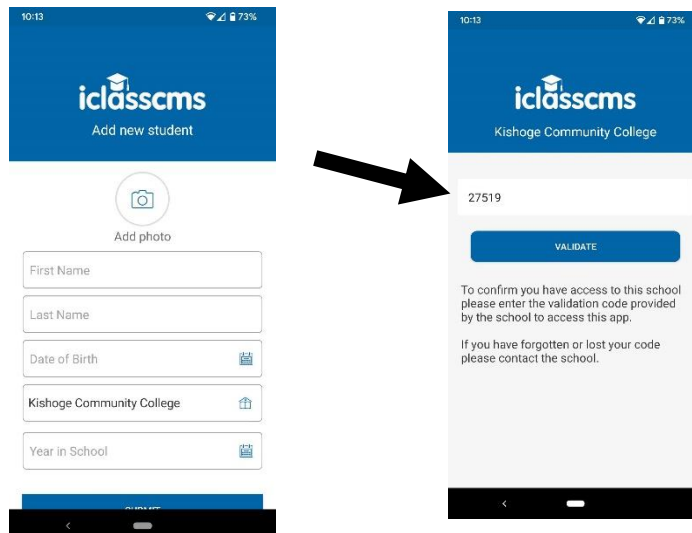 10:13
73%
iclasscms
Add new student
Add photo
First Name
Last Name
Date of Birth
Kishoge Community College
Year in School
SUBMIT
10:13
73%
iclasscms
Kishoge Community College
27519
VALIDATE
To confirm you have access to this school
please enter the validation code provided
by the school to access this app.
If you have forgotten or lost your code
please contact the school.